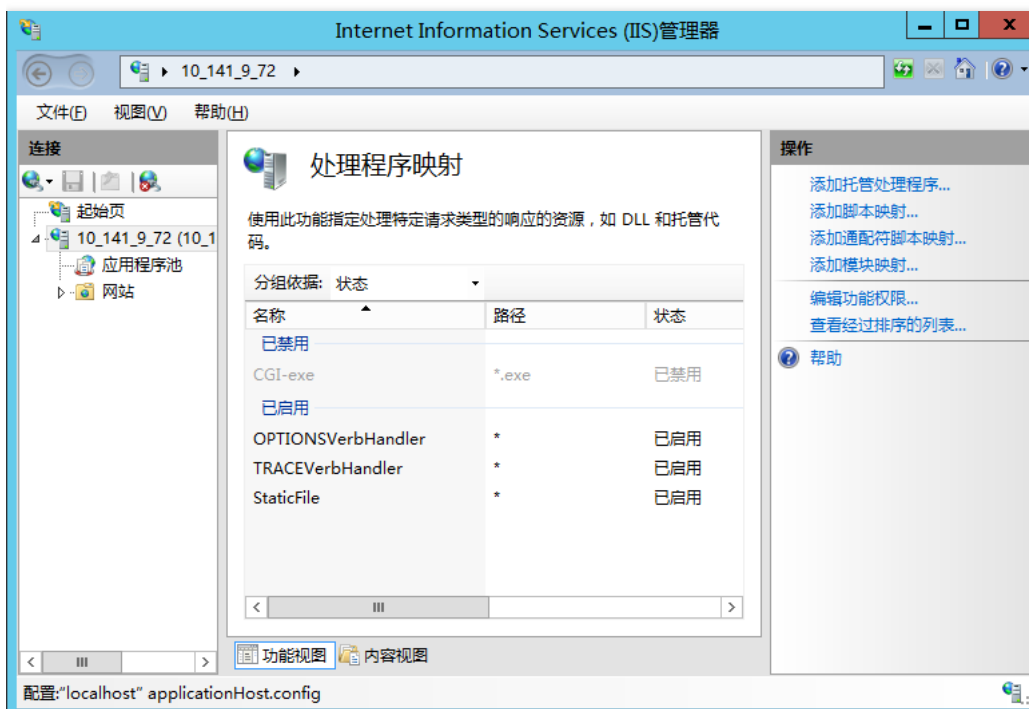 Internet Information Services (IIS)管理器
10_141_9_72
文件(F) 视图(V) 帮助(H)
连接
起始页
10_141_9_72 (10_1
应用程序池
网站
处理程序映射
使用此功能指定处理特定请求类型的响应的资源，如 DLL 和托管代
码。
分组依据: 状态
名称 路径 状态
已禁用
CGI-exe *.exe 已禁用
已启用
OPTIONSVerbHandler * 已启用
TRACEVerbHandler * 已启用
StaticFile * 已启用
功能视图 内容视图
操作
添加托管处理程序...
添加脚本映射...
添加通配符脚本映射...
添加模块映射...
编辑功能权限...
查看经过排序的列表...
帮助
配置:"localhost" applicationHost.config